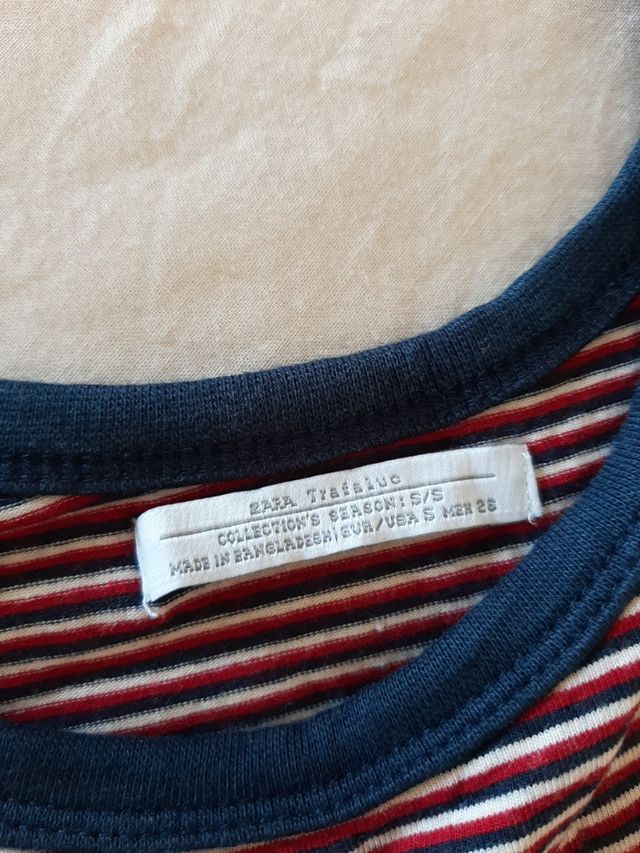 ZARA Trafaluc
COLLECTION'S SEASON: S/S
MADE IN BANGLADESH|EUR/USA S MEX 26